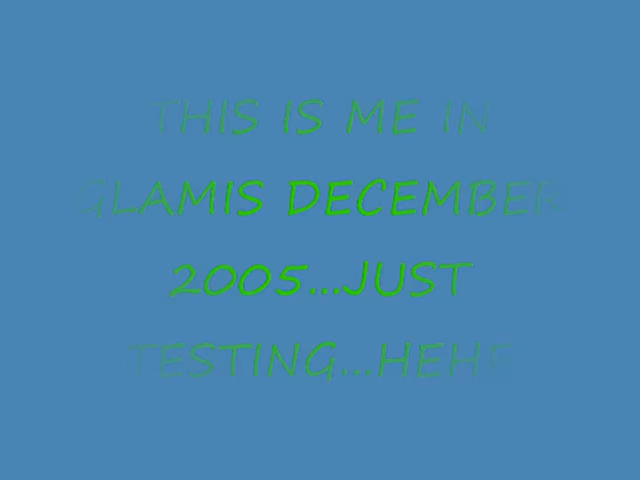 THIS IS ME IN
GLAMIS DECEMBER
2005...JUST
TESTING...HEHE